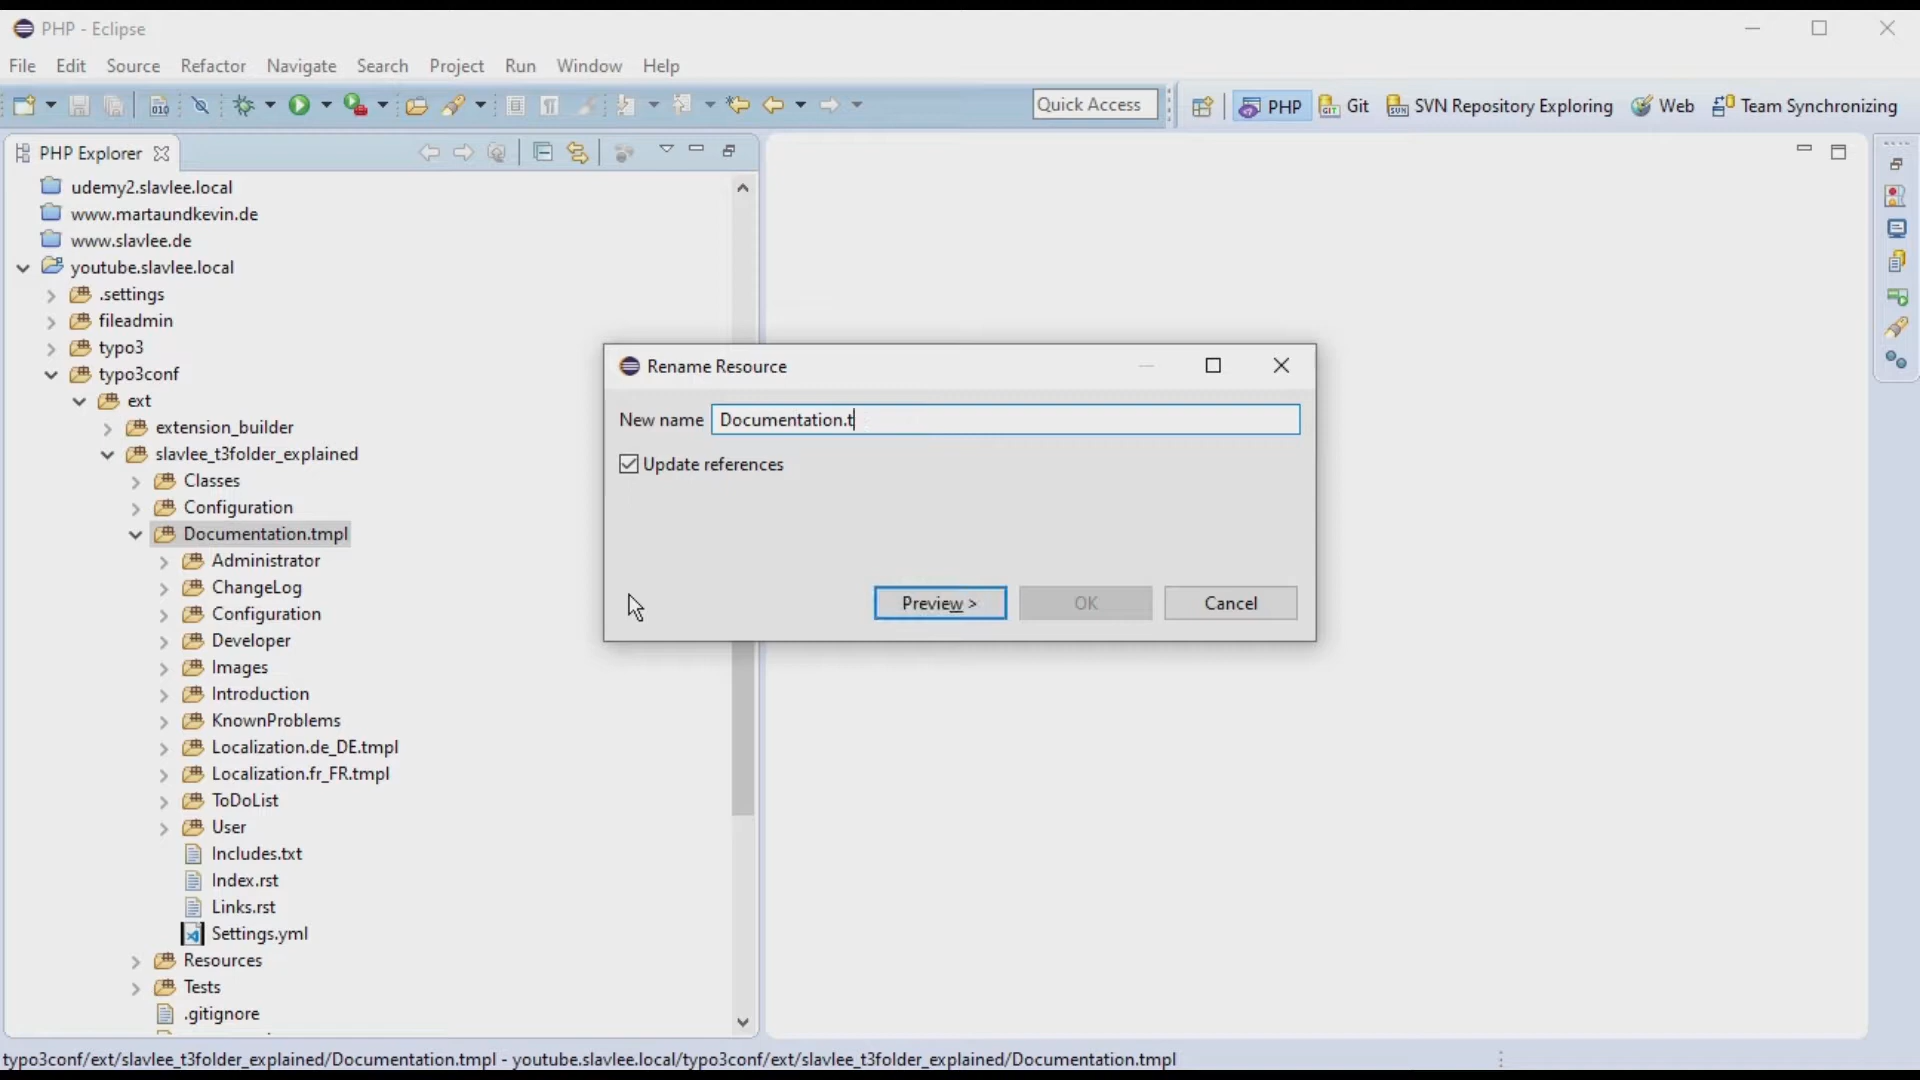 PHP - Eclipse
File Edit Source Refactor Navigate Search Project Run Window Help
Quick Access PHP Git SVN Repository Exploring Web Team Synchronizing
PHP Explorer
udemy2.slavlee.local
www.martaundkevin.de
www.slavlee.de
youtube.slavlee.local
.settings
fileadmin
typo3
typo3conf
ext
extension_builder
slavlee_t3folder_explained
Classes
Configuration
Documentation.tmpl
Administrator
ChangeLog
Configuration
Developer
Images
Introduction
KnownProblems
Localization.de_DE.tmpl
Localization.fr_FR.tmpl
ToDoList
User
Includes.txt
Index.rst
Links.rst
Settings.yml
Resources
Tests
.gitignore
Rename Resource
New name Documentation.t
Update references
Preview > OK Cancel
typo3conf/ext/slavlee_t3folder_explained/Documentation.tmpl - youtube.slavlee.local/typo3conf/ext/slavlee_t3folder_explained/Documentation.tmpl